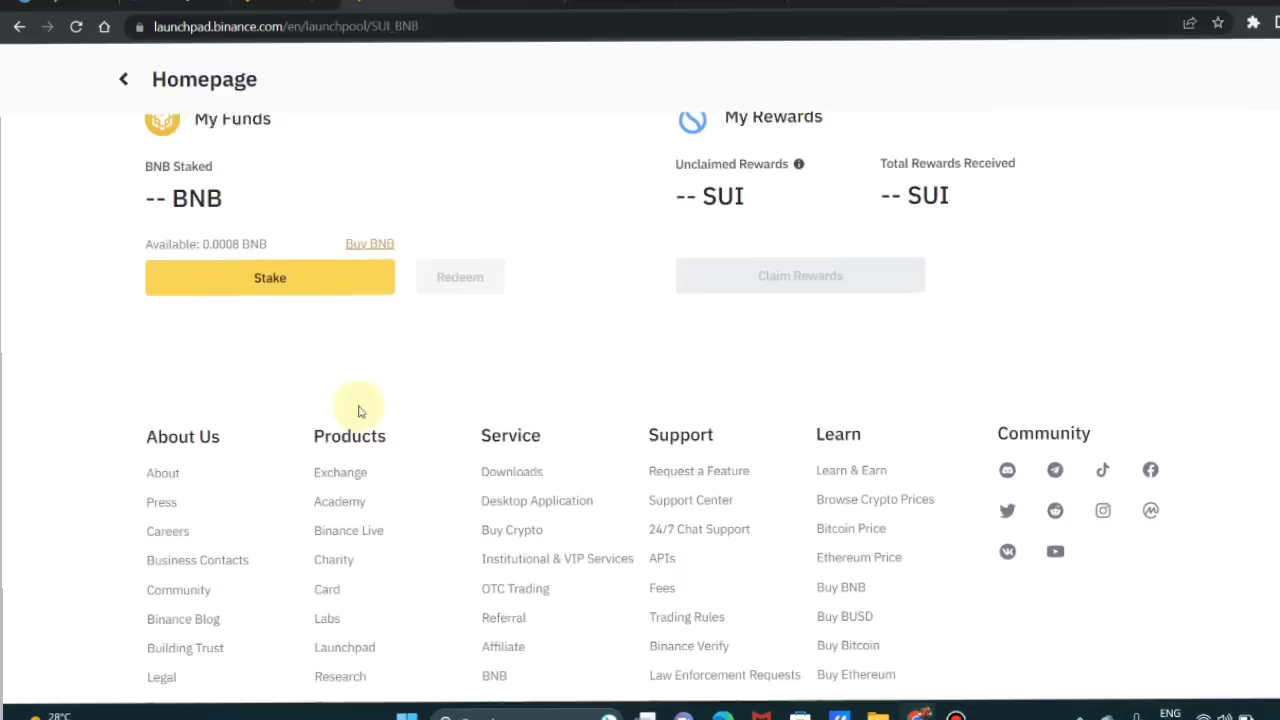 launchpad.binance.com/en/launchpool/SUI_BNB
Homepage
My Funds
My Rewards
BNB Staked
Unclaimed Rewards
Total Rewards Received
-- BNB
-- SUI
-- SUI
Available: 0.0008 BNB
Buy BNB
Stake
Redeem
Claim Rewards
About Us
About
Press
Careers
Business Contacts
Community
Binance Blog
Building Trust
Legal
Products
Exchange
Academy
Binance Live
Charity
Card
Labs
Launchpad
Research
Service
Downloads
Desktop Application
Buy Crypto
Institutional & VIP Services
OTC Trading
Referral
Affiliate
BNB
Support
Request a Feature
Support Center
24/7 Chat Support
APIs
Fees
Trading Rules
Binance Verify
Law Enforcement Requests
Learn
Learn & Earn
Browse Crypto Prices
Bitcoin Price
Ethereum Price
Buy BNB
Buy BUSD
Buy Bitcoin
Buy Ethereum
Community
28°C
ENG